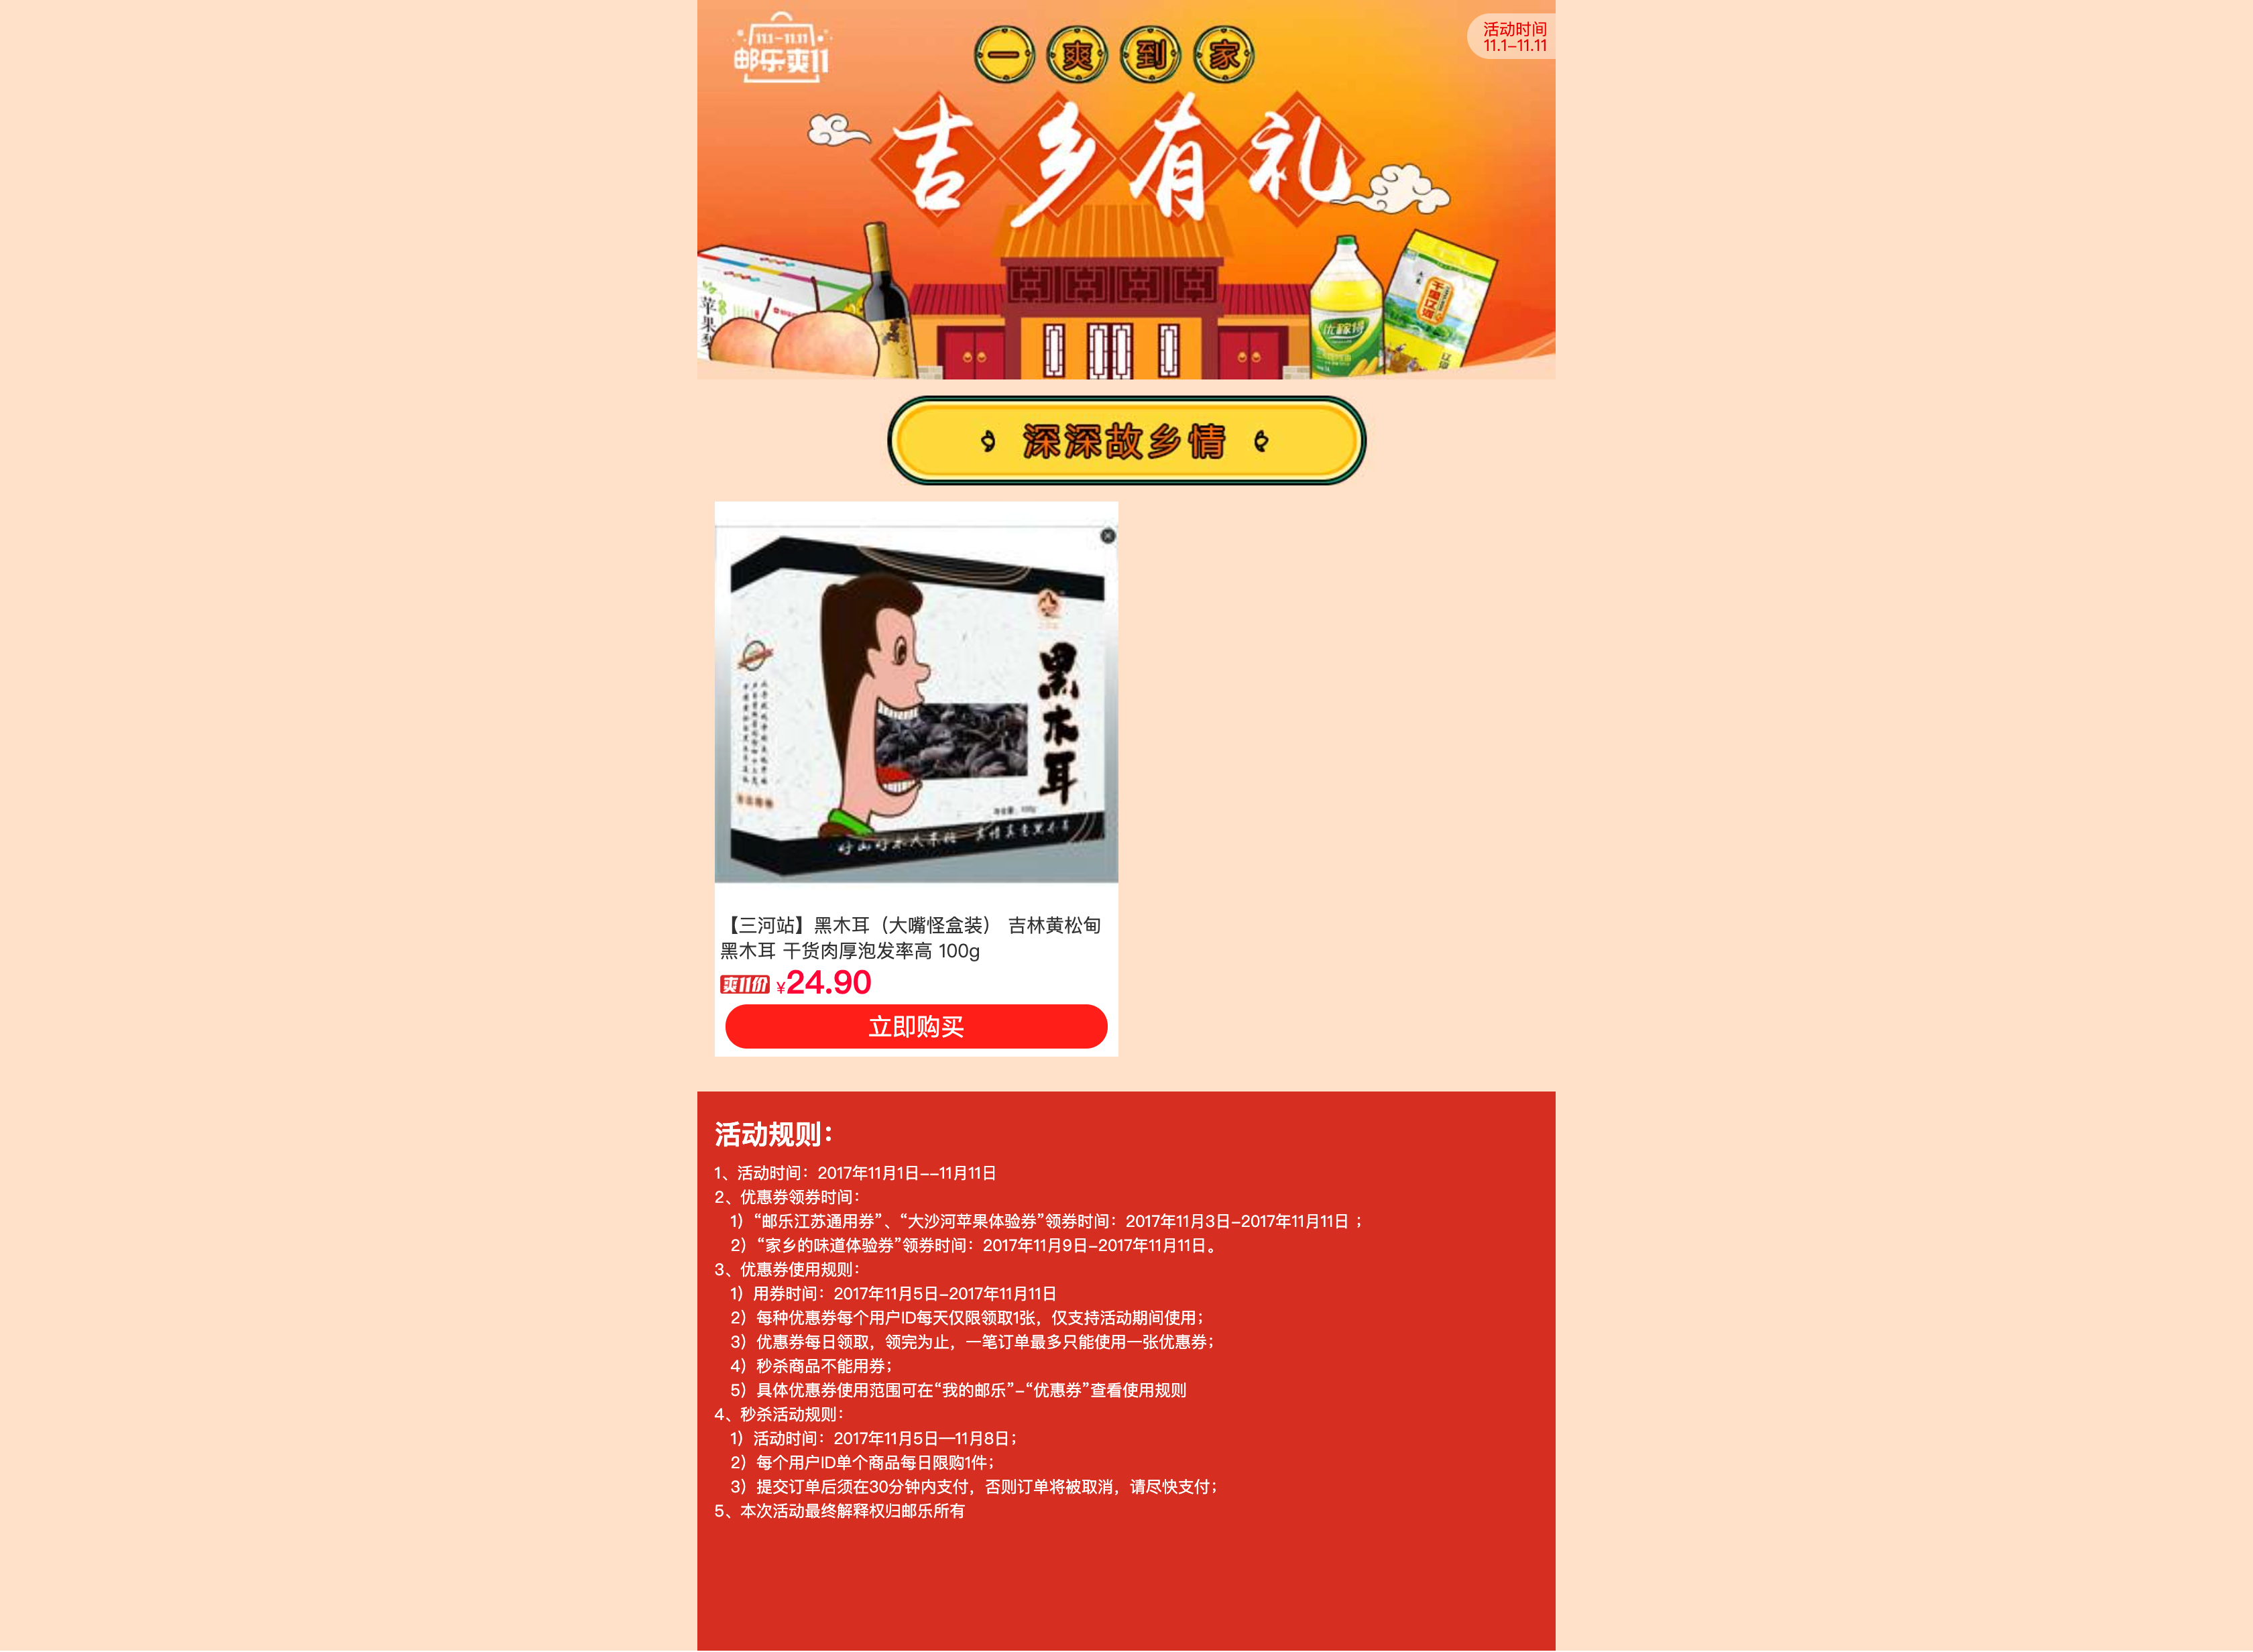 11.1-11.11
邮乐爽11
一爽到家
活动时间
11.1-11.11
吉乡有礼
苹果
优稼得
千里辽河
深深故乡情
黑木耳
净含量：100g
【三河站】黑木耳（大嘴怪盒装） 吉林黄松甸
黑木耳 干货肉厚泡发率高 100g
爽11价 ¥24.90
立即购买
活动规则：
1、活动时间：2017年11月1日--11月11日
2、优惠券领券时间：
1）“邮乐江苏通用券”、“大沙河苹果体验券”领券时间：2017年11月3日-2017年11月11日 ；
2）“家乡的味道体验券”领券时间：2017年11月9日-2017年11月11日。
3、优惠券使用规则：
1）用券时间：2017年11月5日-2017年11月11日
2）每种优惠券每个用户ID每天仅限领取1张，仅支持活动期间使用；
3）优惠券每日领取，领完为止，一笔订单最多只能使用一张优惠券；
4）秒杀商品不能用券；
5）具体优惠券使用范围可在“我的邮乐”-“优惠券”查看使用规则
4、秒杀活动规则：
1）活动时间：2017年11月5日—11月8日；
2）每个用户ID单个商品每日限购1件；
3）提交订单后须在30分钟内支付，否则订单将被取消，请尽快支付；
5、本次活动最终解释权归邮乐所有